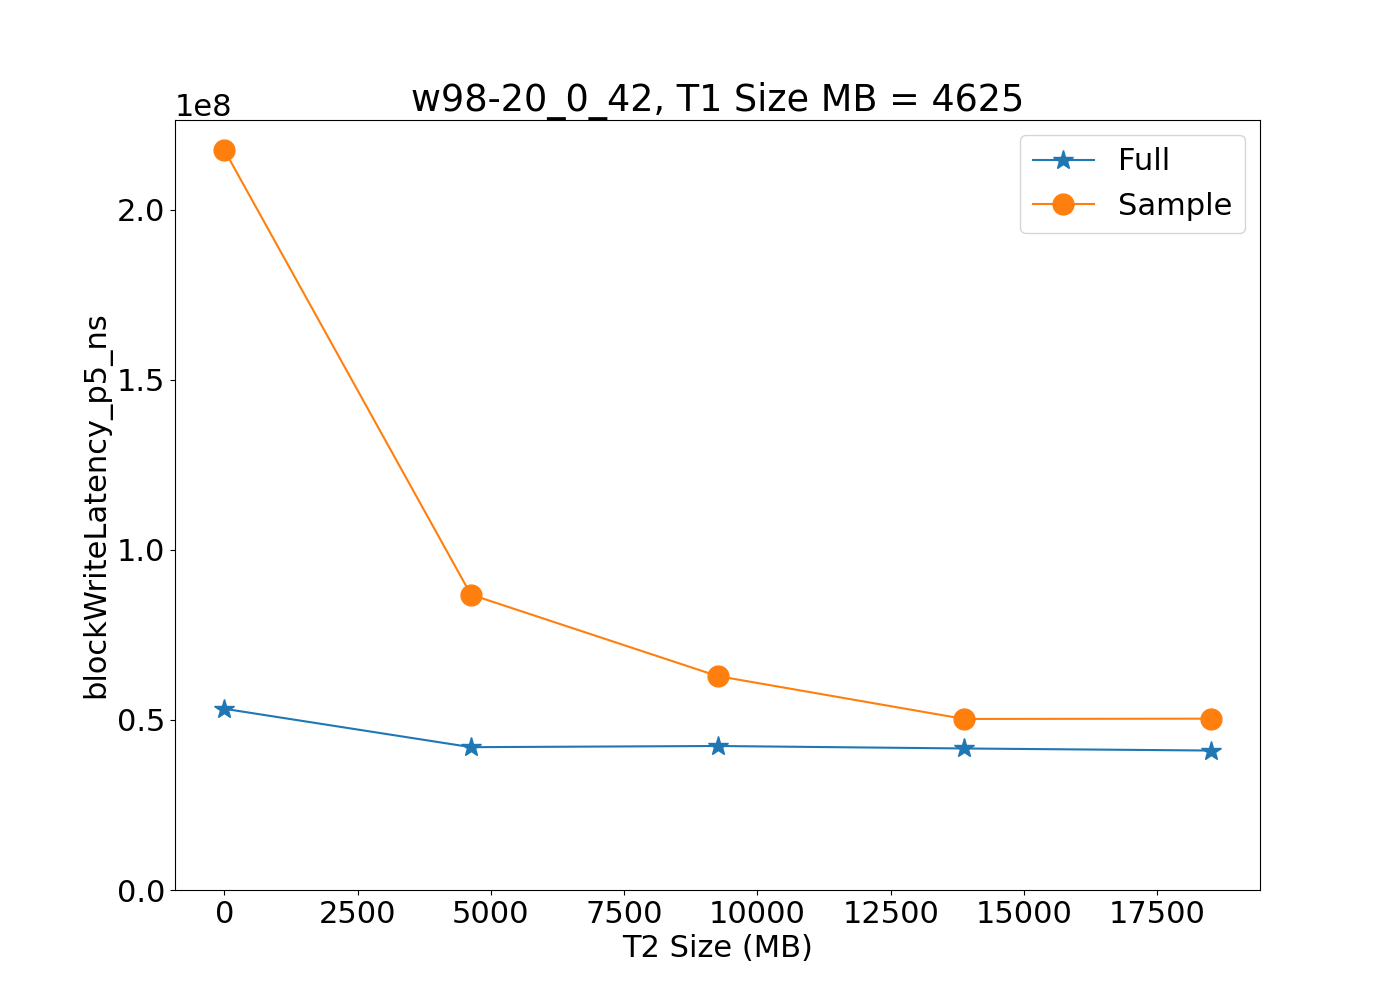 w98-20_0_42, T1 Size MB = 4625
1e8
Full
Sample
2.0
1.5
1.0
0.5
0.0
blockWriteLatency_p5_ns
0 2500 5000 7500 10000 12500 15000 17500
T2 Size (MB)